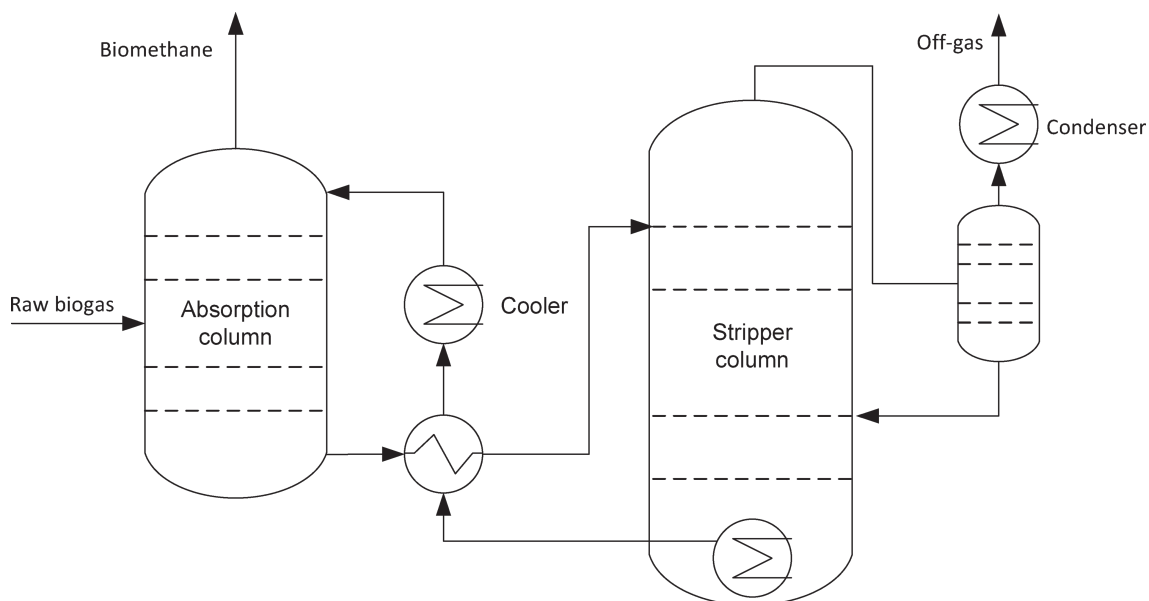 Biomethane
Off-gas
Condenser
Raw biogas
Absorption
column
Cooler
Stripper
column